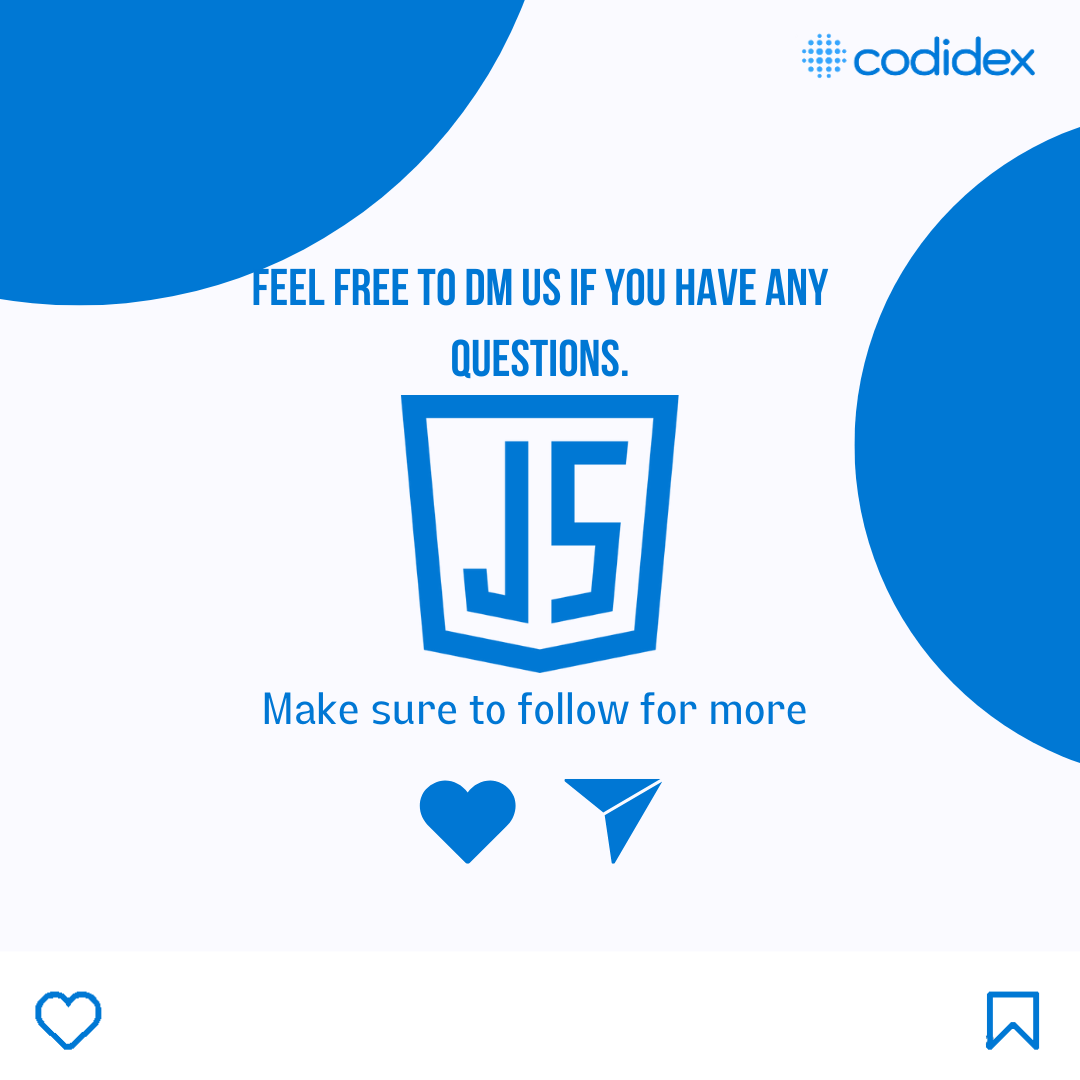 codidex
FEEL FREE TO DM US IF YOU HAVE ANY
QUESTIONS.
JS
Make sure to follow for more